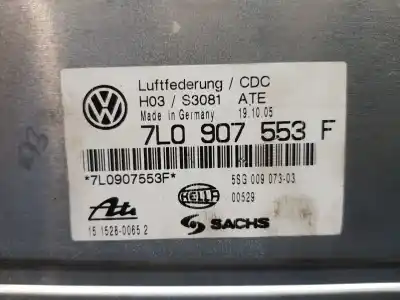 Luftfederung / CDC
H03 / S3081 ATE
Made in Germany 19.10.05
7L0 907 553 F
*7L0907553F*
5SG 009 073-03
HELLA 00529
Ate
SACHS
15.1528-0065.2